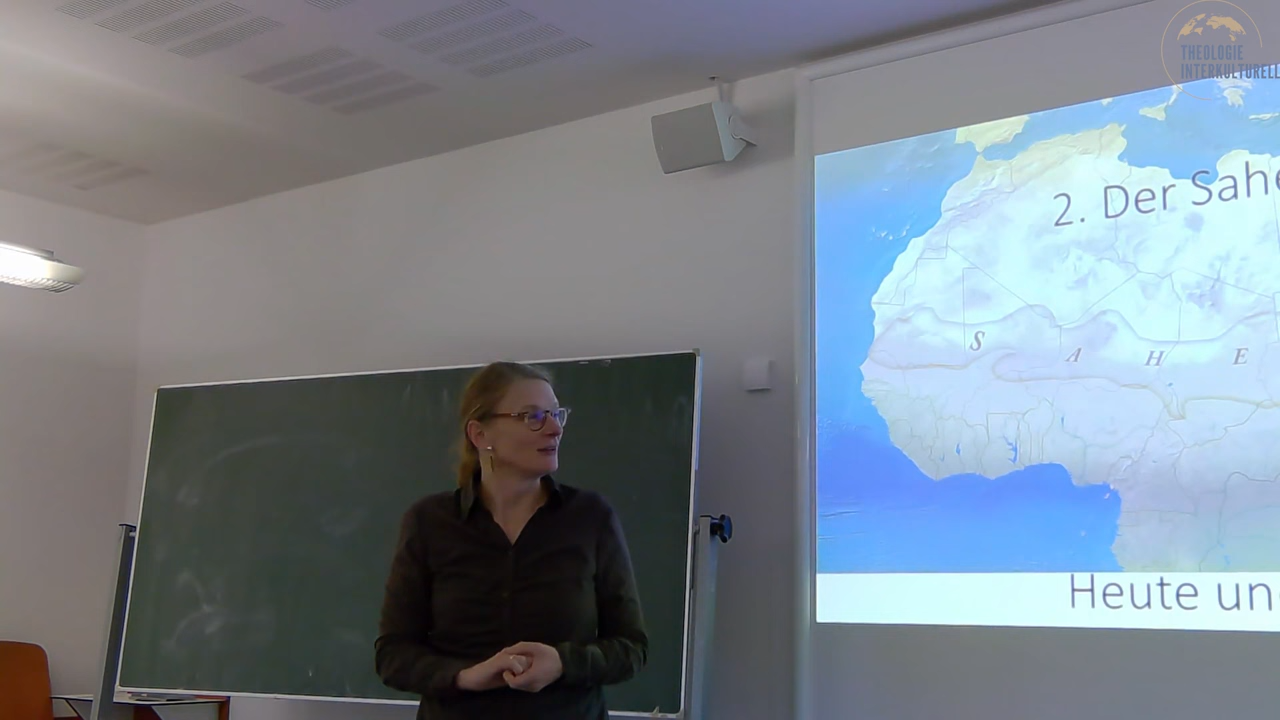 THEOLOGIE
INTERKULTURELL
2. Der Sahe
S A H E
Heute un